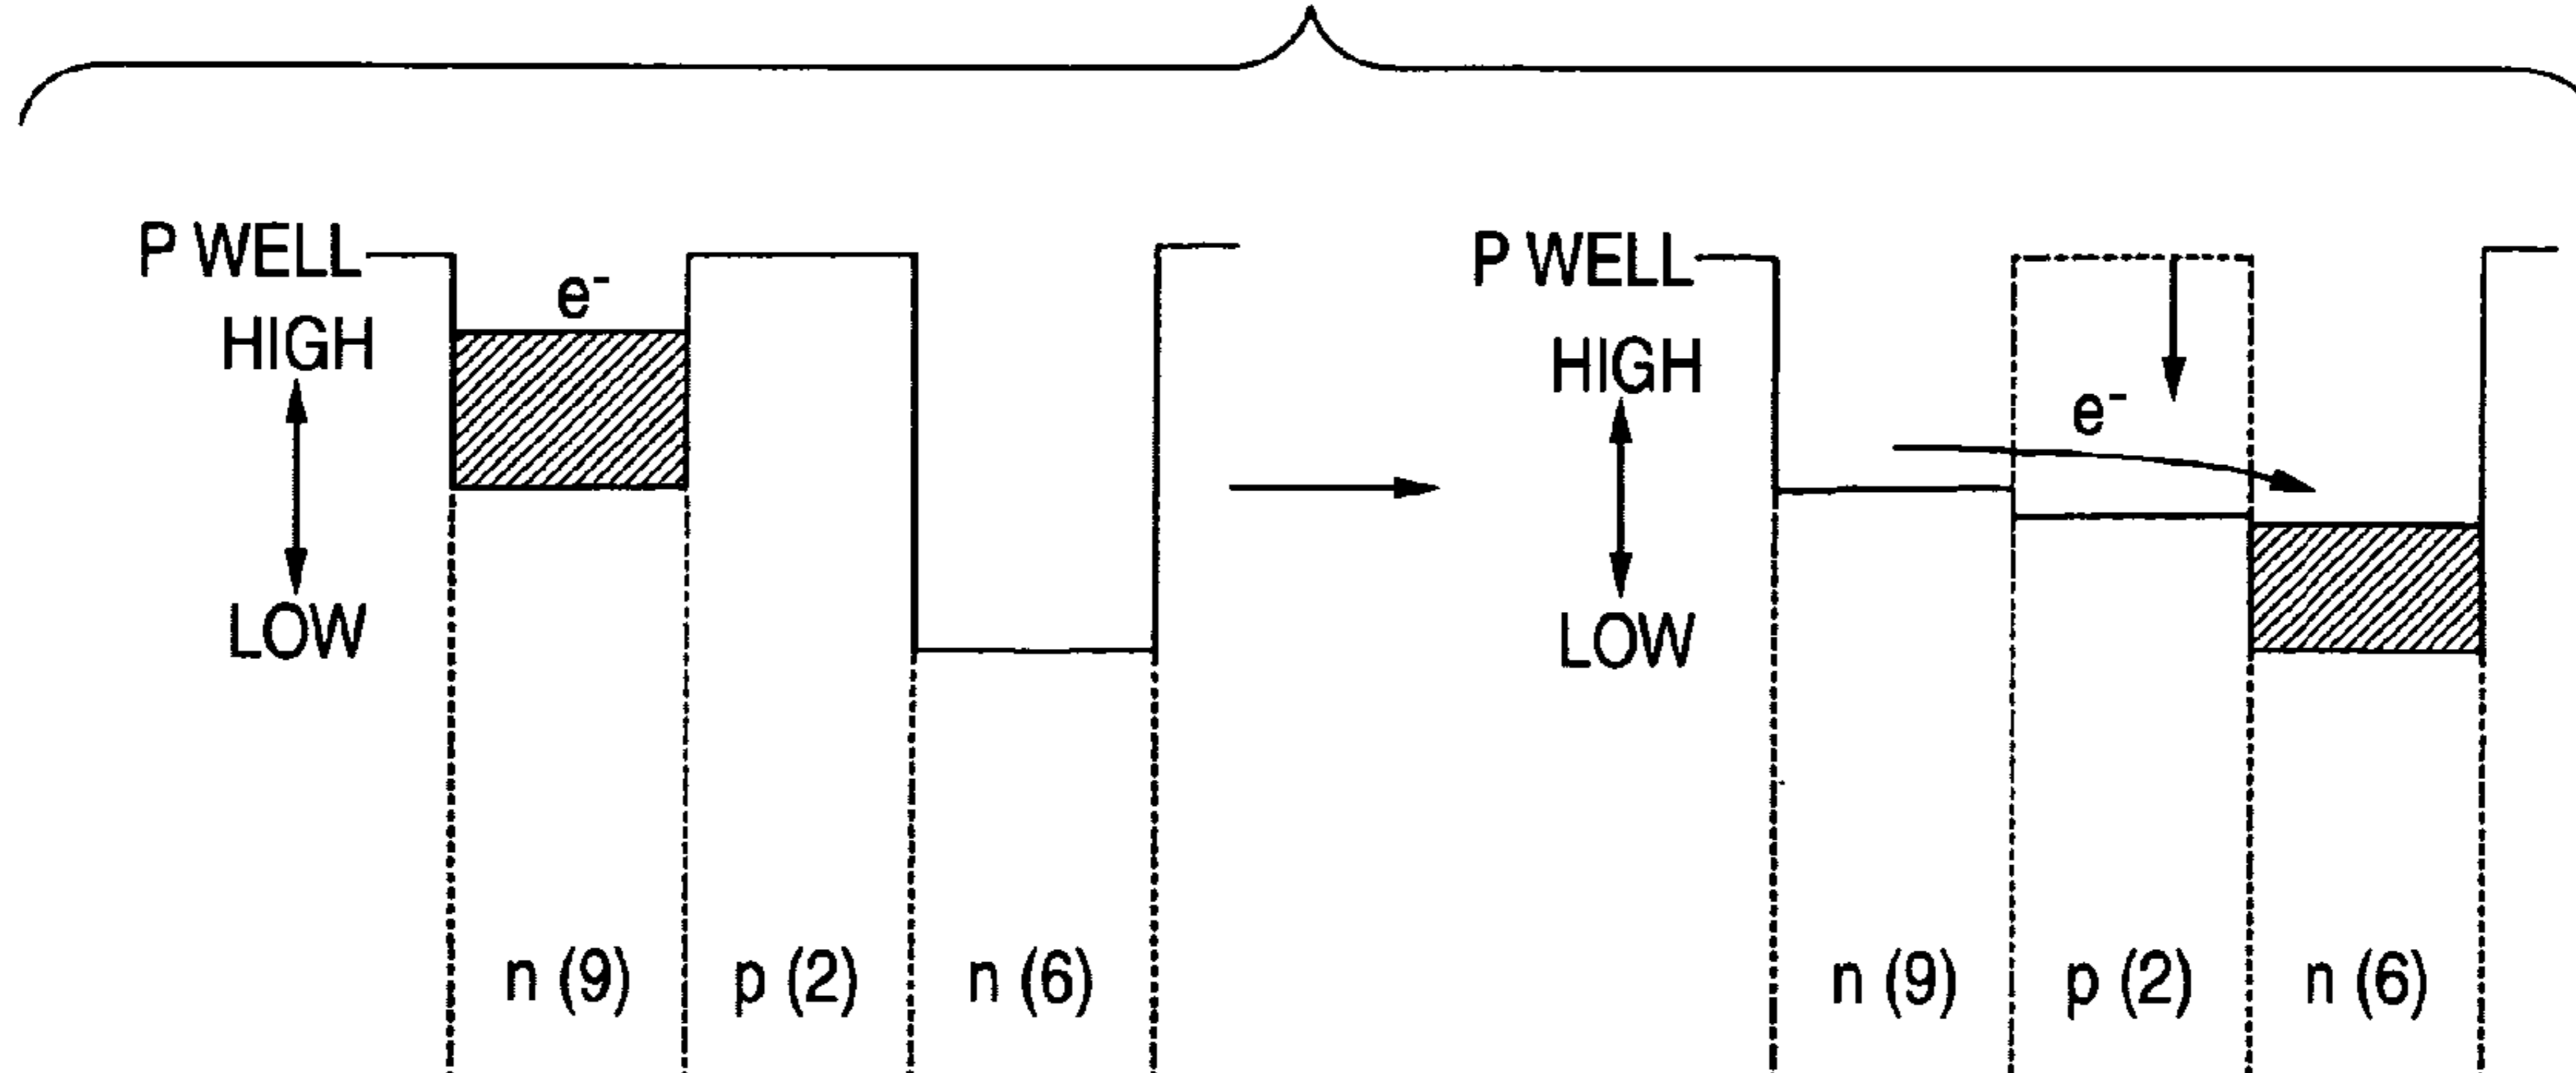 P WELL
HIGH
LOW
e-
n (9)
p (2)
n (6)
P WELL
HIGH
LOW
e-
n (9)
p (2)
n (6)